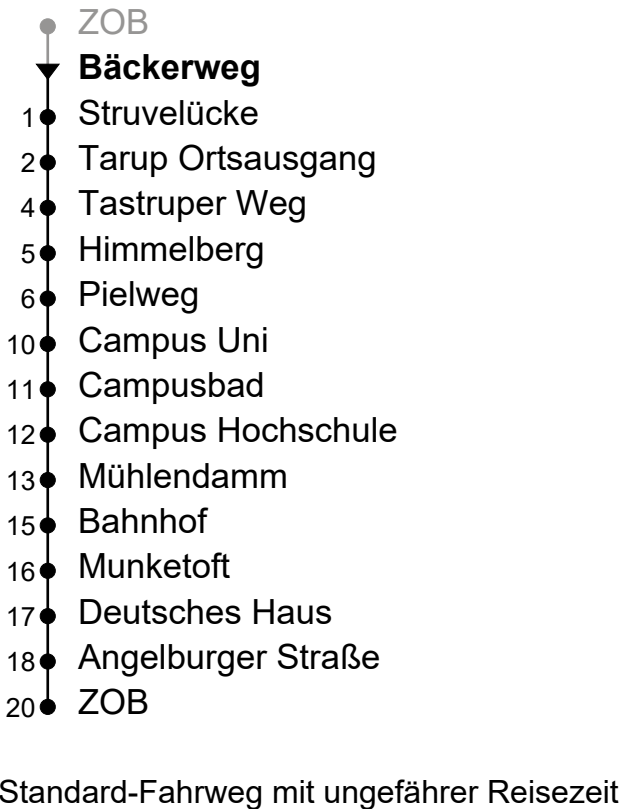 ZOB
Bäckerweg
1 Struvelücke
2 Tarup Ortsausgang
4 Tastruper Weg
5 Himmelberg
6 Pielweg
10 Campus Uni
11 Campusbad
12 Campus Hochschule
13 Mühlendamm
15 Bahnhof
16 Munketoft
17 Deutsches Haus
18 Angelburger Straße
20 ZOB
Standard-Fahrweg mit ungefährer Reisezeit